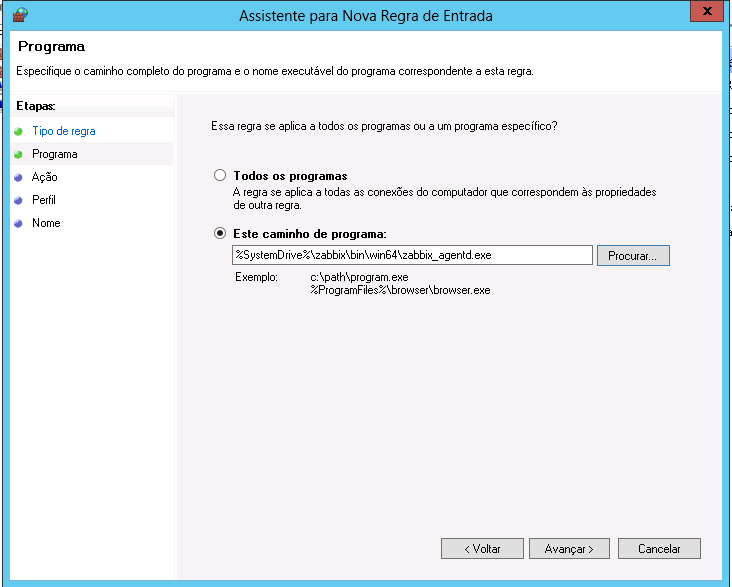 Assistente para Nova Regra de Entrada
x
Programa
Especifique o caminho completo do programa e o nome executável do programa correspondente a esta regra.
Etapas:
Tipo de regra
Programa
Ação
Perfil
Nome
Essa regra se aplica a todos os programas ou a um programa específico?
Todos os programas
A regra se aplica a todas as conexões do computador que correspondem às propriedades
de outra regra.
Este caminho de programa:
%SystemDrive%\zabbix\bin\win64\zabbix_agentd.exe
Procurar...
Exemplo:
c:\path\program.exe
%ProgramFiles%\browser\browser.exe
< Voltar
Avançar >
Cancelar